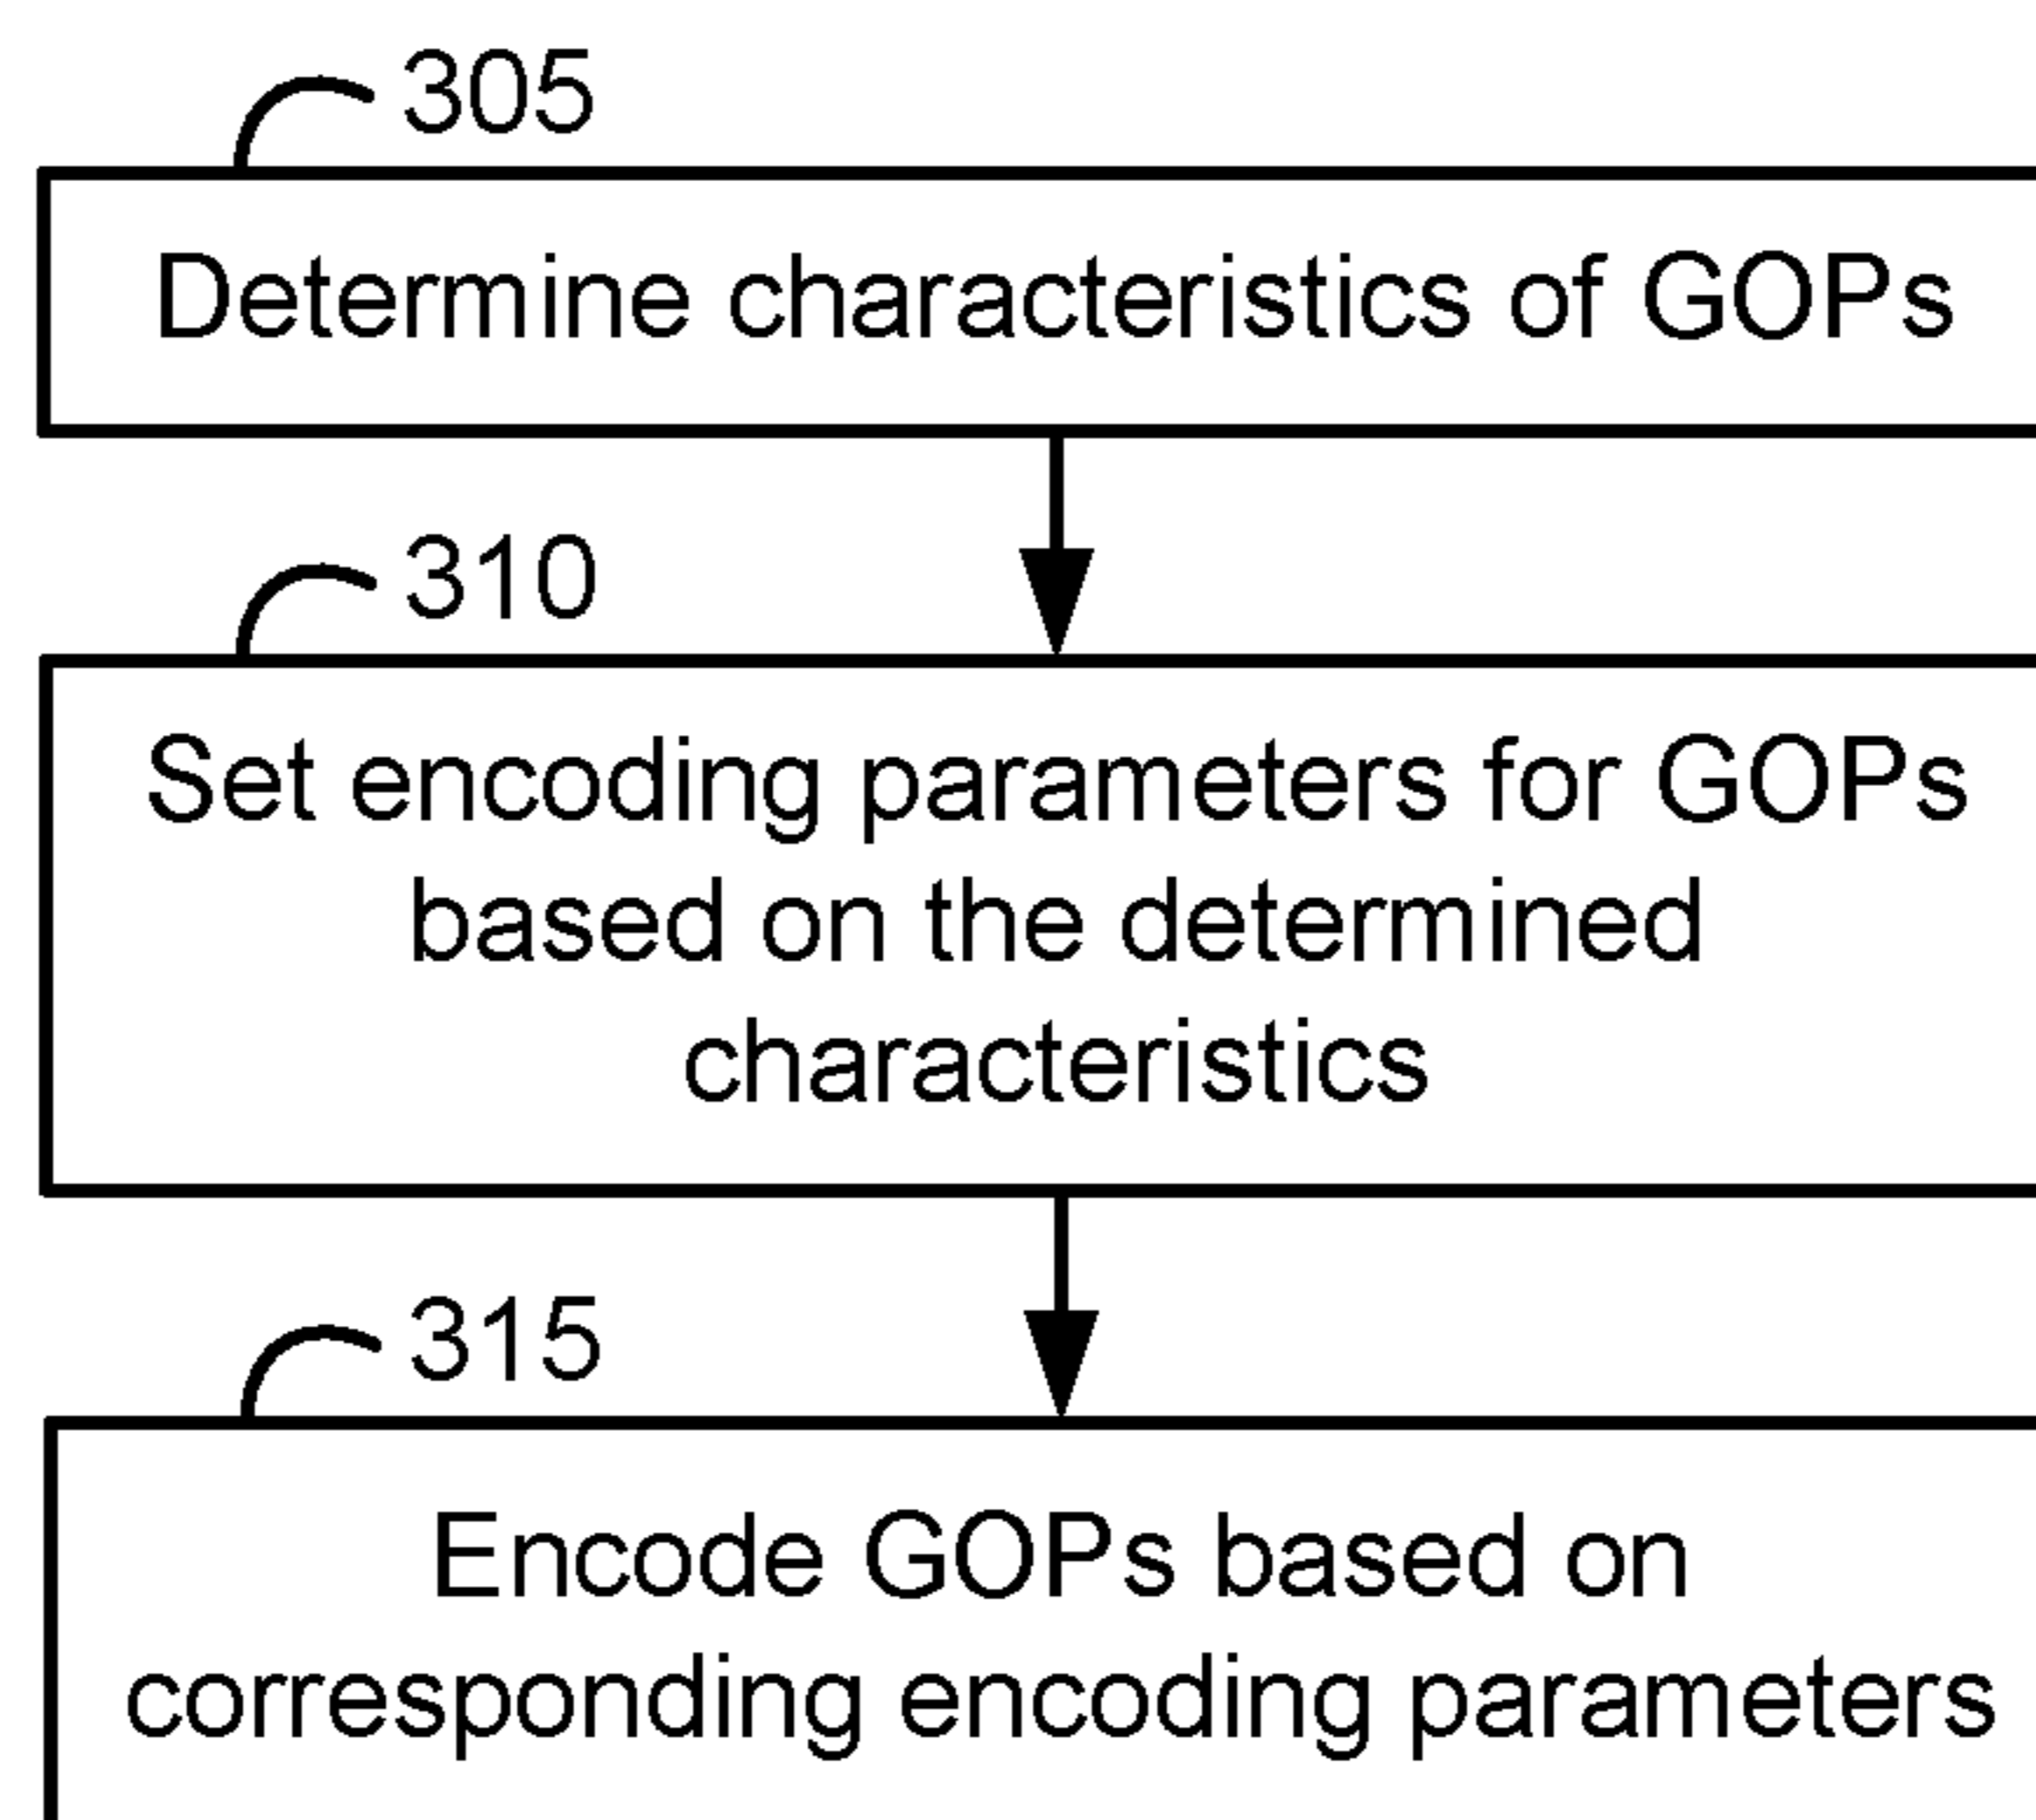 305
Determine characteristics of GOPs
310
Set encoding parameters for GOPs
based on the determined
characteristics
315
Encode GOPs based on
corresponding encoding parameters